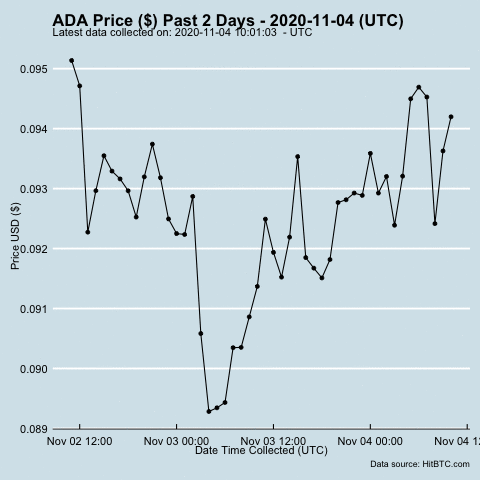 ADA Price ($) Past 2 Days - 2020-11-04 (UTC)
Latest data collected on: 2020-11-04 10:01:03  - UTC
0.095
0.094
0.093
0.092
0.091
0.090
0.089
Price USD ($)
Nov 02 12:00 Nov 03 00:00 Nov 03 12:00 Nov 04 00:00 Nov 04 12
Date Time Collected (UTC)
Data source: HitBTC.com